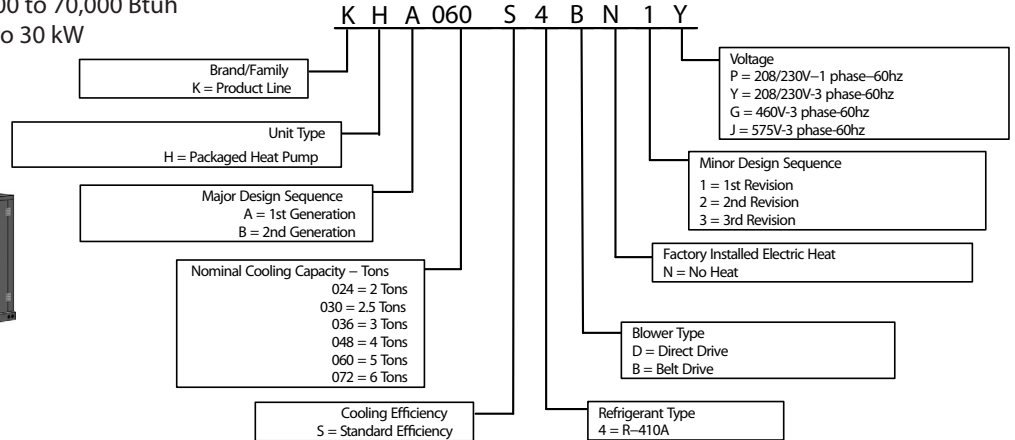 00 to 70,000 Btuh
o 30 kW
K H A 060 S 4 B N 1 Y
Brand/Family
K = Product Line
Unit Type
H = Packaged Heat Pump
Major Design Sequence
A = 1st Generation
B = 2nd Generation
Nominal Cooling Capacity – Tons
024 = 2 Tons
030 = 2.5 Tons
036 = 3 Tons
048 = 4 Tons
060 = 5 Tons
072 = 6 Tons
Cooling Efficiency
S = Standard Efficiency
Voltage
P = 208/230V–1 phase–60hz
Y = 208/230V-3 phase-60hz
G = 460V-3 phase-60hz
J = 575V-3 phase-60hz
Minor Design Sequence
1 = 1st Revision
2 = 2nd Revision
3 = 3rd Revision
Factory Installed Electric Heat
N = No Heat
Blower Type
D = Direct Drive
B = Belt Drive
Refrigerant Type
4 = R–410A